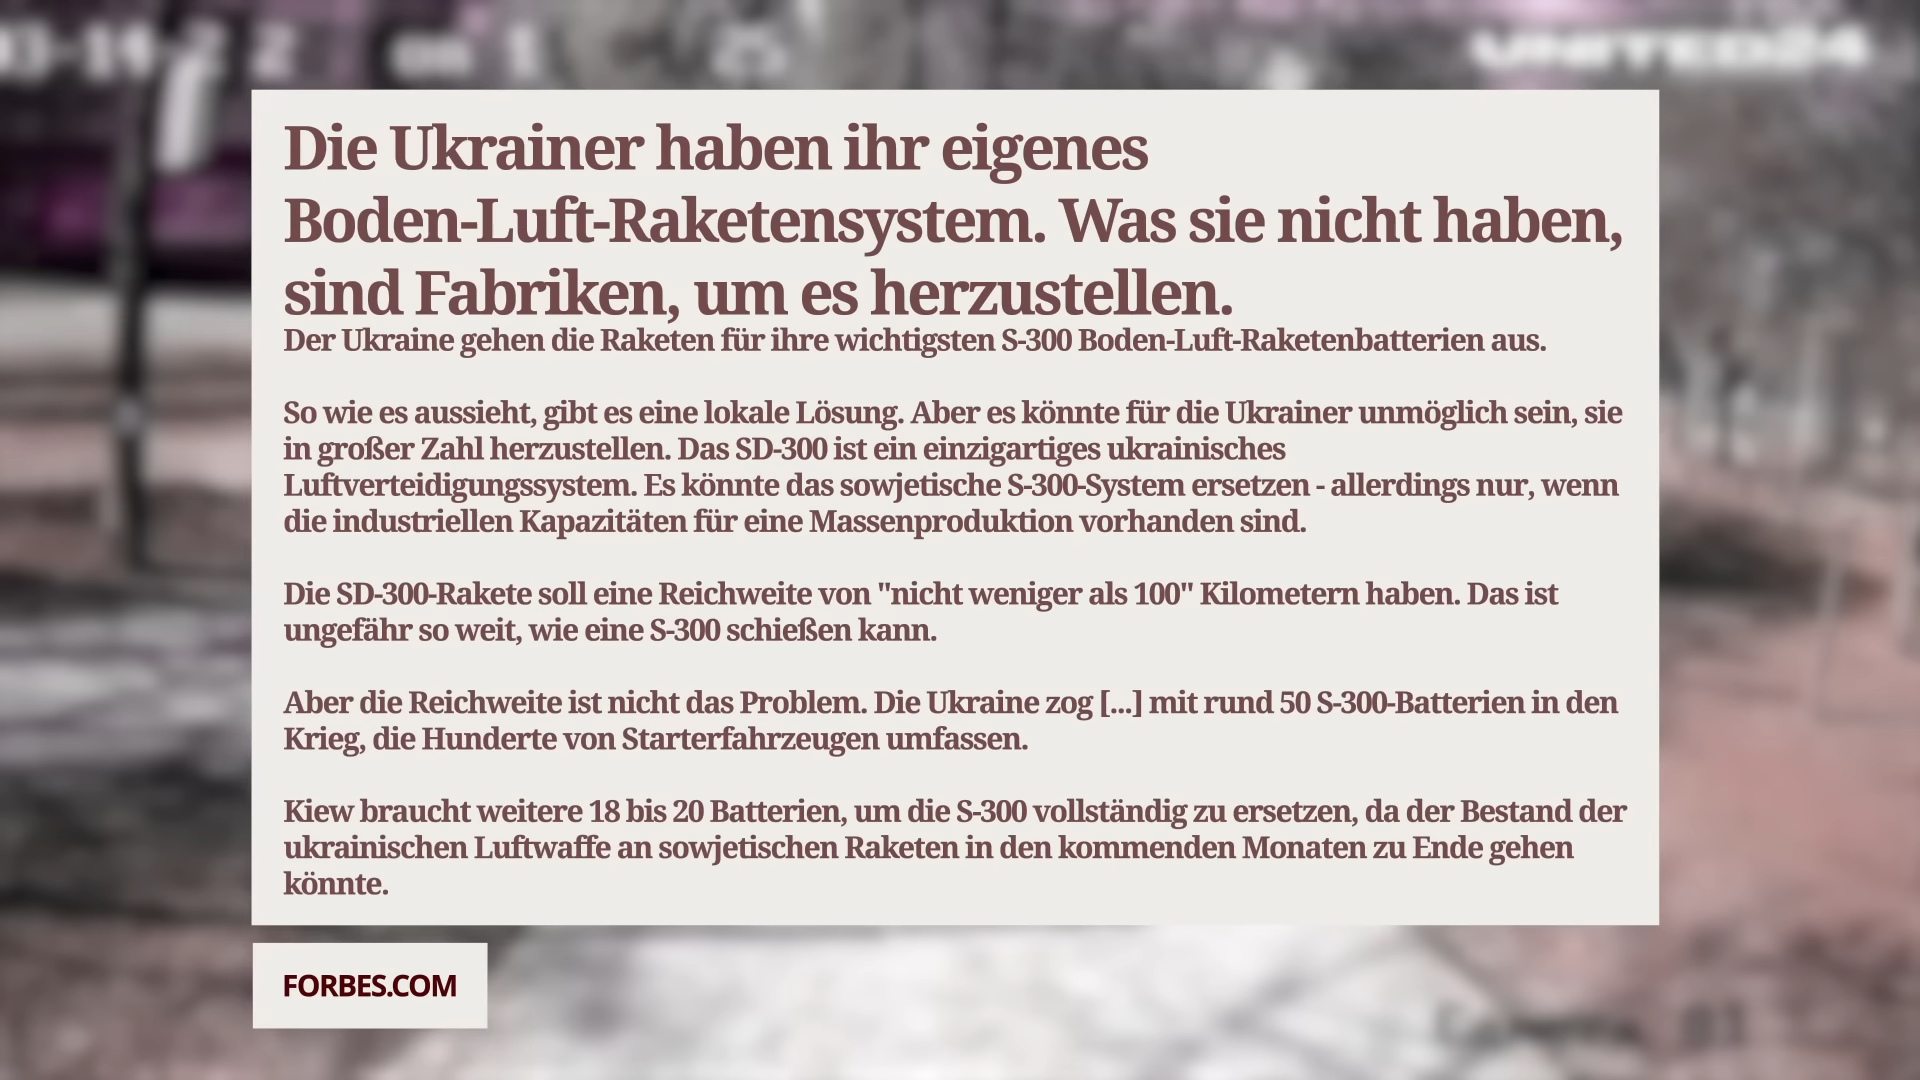 03-14-22
on 1
25
UNITED24
Die Ukrainer haben ihr eigenes
Boden-Luft-Raketensystem. Was sie nicht haben,
sind Fabriken, um es herzustellen.
Der Ukraine gehen die Raketen für ihre wichtigsten S-300 Boden-Luft-Raketenbatterien aus.
So wie es aussieht, gibt es eine lokale Lösung. Aber es könnte für die Ukrainer unmöglich sein, sie
in großer Zahl herzustellen. Das SD-300 ist ein einzigartiges ukrainisches
Luftverteidigungssystem. Es könnte das sowjetische S-300-System ersetzen - allerdings nur, wenn
die industriellen Kapazitäten für eine Massenproduktion vorhanden sind.
Die SD-300-Rakete soll eine Reichweite von "nicht weniger als 100" Kilometern haben. Das ist
ungefähr so weit, wie eine S-300 schießen kann.
Aber die Reichweite ist nicht das Problem. Die Ukraine zog [...] mit rund 50 S-300-Batterien in den
Krieg, die Hunderte von Starterfahrzeugen umfassen.
Kiew braucht weitere 18 bis 20 Batterien, um die S-300 vollständig zu ersetzen, da der Bestand der
ukrainischen Luftwaffe an sowjetischen Raketen in den kommenden Monaten zu Ende gehen
könnte.
FORBES.COM